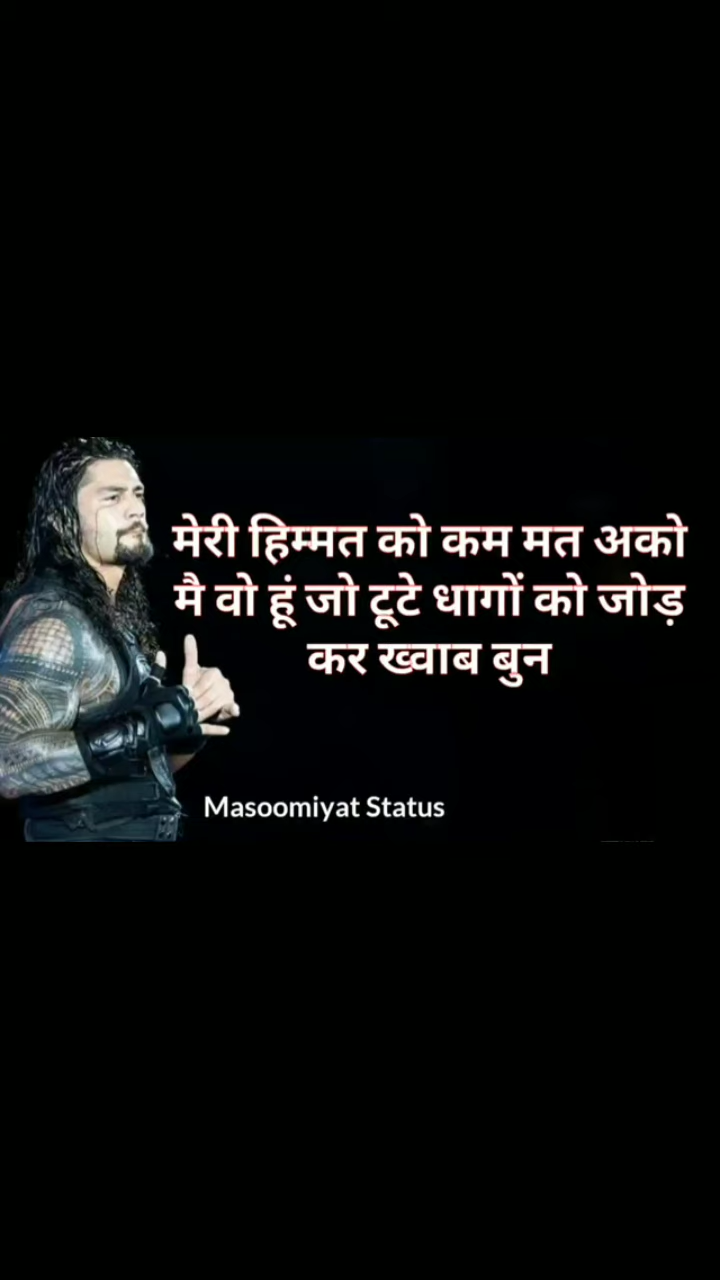 मेरी हिम्मत को कम मत अको
मै वो हूं जो टूटे धागों को जोड़
कर ख्वाब बुन
Masoomiyat Status